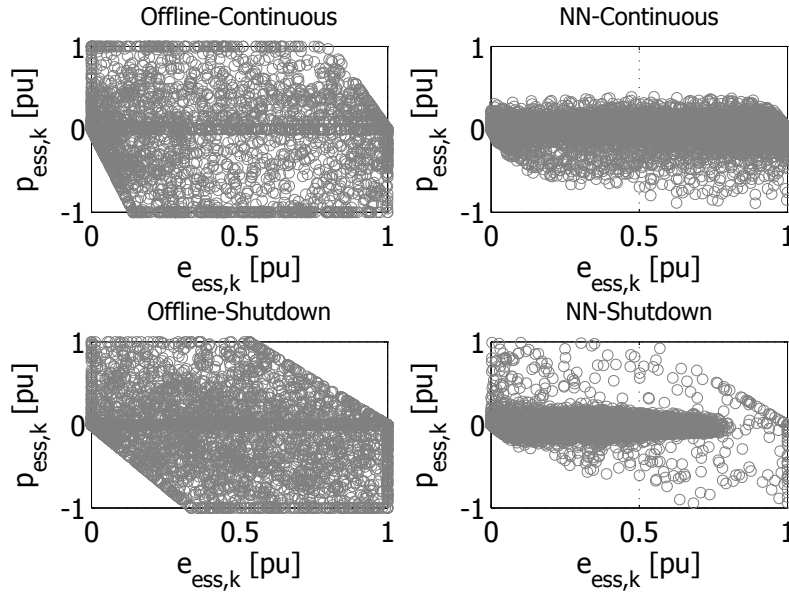 Offline-Continuous
1
0
-1
p_ess,k [pu]
0 0.5 1
e_ess,k [pu]
NN-Continuous
1
0
-1
p_ess,k [pu]
0 0.5 1
e_ess,k [pu]
Offline-Shutdown
1
0
-1
p_ess,k [pu]
0 0.5 1
e_ess,k [pu]
NN-Shutdown
1
0
-1
p_ess,k [pu]
0 0.5 1
e_ess,k [pu]